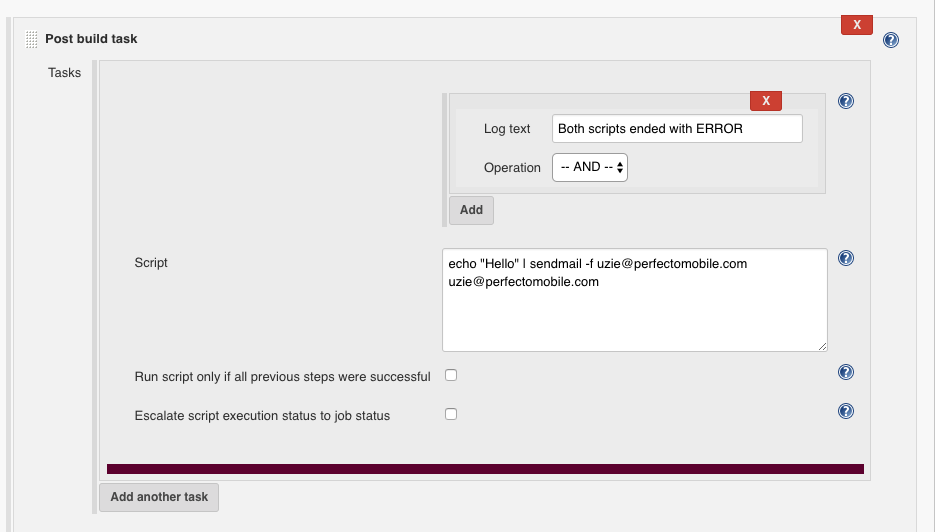 X
Post build task
?
Tasks
X
?
Log text
Both scripts ended with ERROR
Operation
-- AND --
Add
Script
echo "Hello" | sendmail -f uzie@perfectomobile.com
uzie@perfectomobile.com
?
Run script only if all previous steps were successful
?
Escalate script execution status to job status
?
Add another task